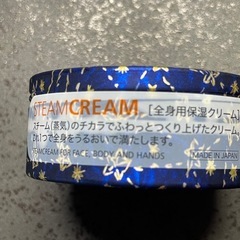 STEAMCREAM [全身用保湿クリーム]
スチーム(蒸気)のチカラでふわっとつくり上げたクリーム。
これ1つで全身をうるおいで満たします。
STEAMCREAM FOR FACE, BODY AND HANDS
MADE IN JAPAN